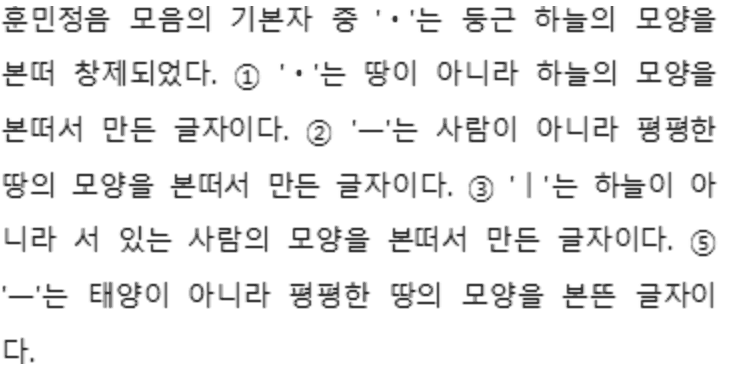 훈민정음 모음의 기본자 중 '•'는 둥근 하늘의 모양을
본떠 창제되었다. ① '•'는 땅이 아니라 하늘의 모양을
본떠서 만든 글자이다. ② 'ㅡ'는 사람이 아니라 평평한
땅의 모양을 본떠서 만든 글자이다. ③ 'ㅣ'는 하늘이 아
니라 서 있는 사람의 모양을 본떠서 만든 글자이다. ⑤
'ㅡ'는 태양이 아니라 평평한 땅의 모양을 본뜬 글자이
다.